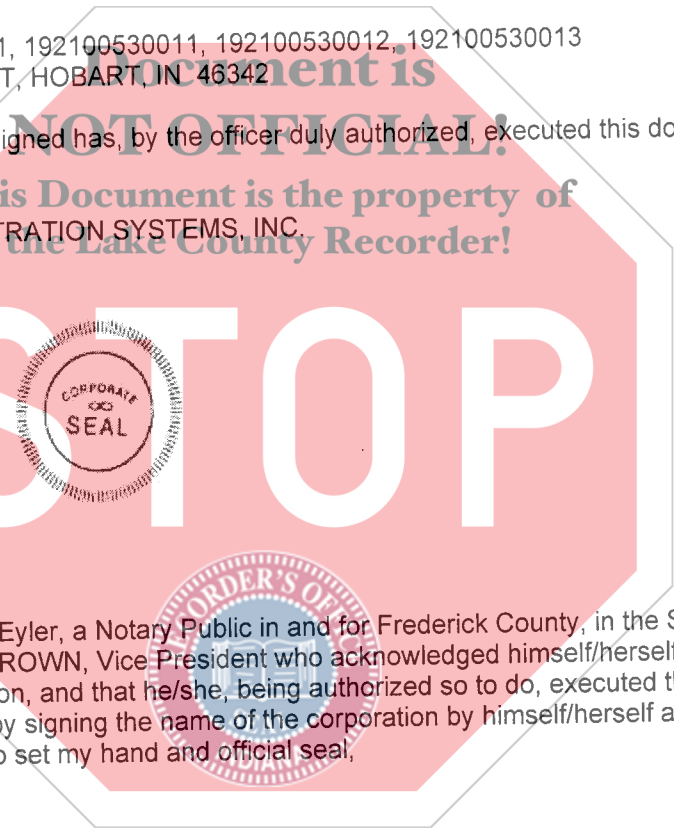 1, 192100530011, 192100530012, 192100530013
T, HOBART, IN 46342
Document is
NOT OFFICIAL!
igned has, by the officer duly authorized, executed this do
is Document is the property of
the Lake County Recorder!
TRATION SYSTEMS, INC.
STOP
CORPORATE
SEAL
ORDER'S OFFICE
Eyler, a Notary Public in and for Frederick County, in the S
ROWN, Vice President who acknowledged himself/herself
on, and that he/she, being authorized so to do, executed t
by signing the name of the corporation by himself/herself a
o set my hand and official seal,
INDIANA